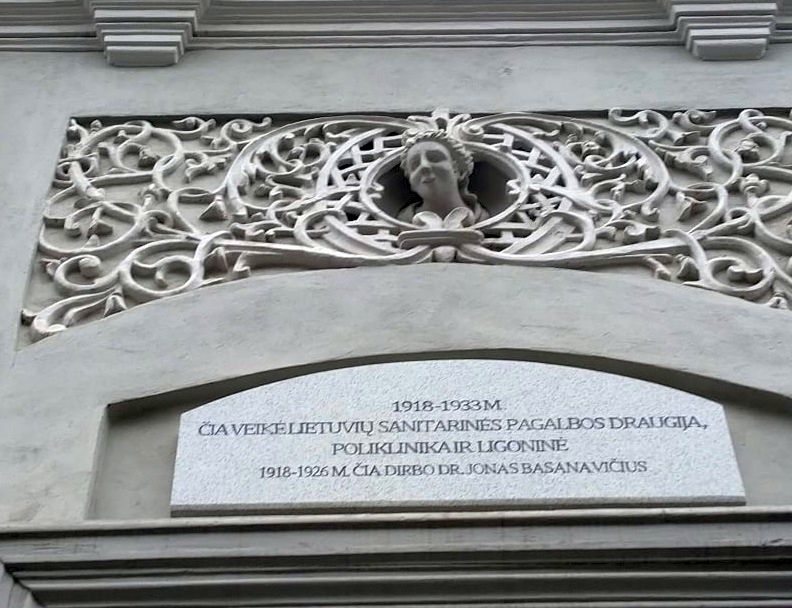 1918-1933 M.
ČIA VEIKĖ LIETUVIŲ SANITARINĖS PAGALBOS DRAUGIJA,
POLIKLINIKA IR LIGONINĖ
1918-1926 M. ČIA DIRBO DR. JONAS BASANAVIČIUS